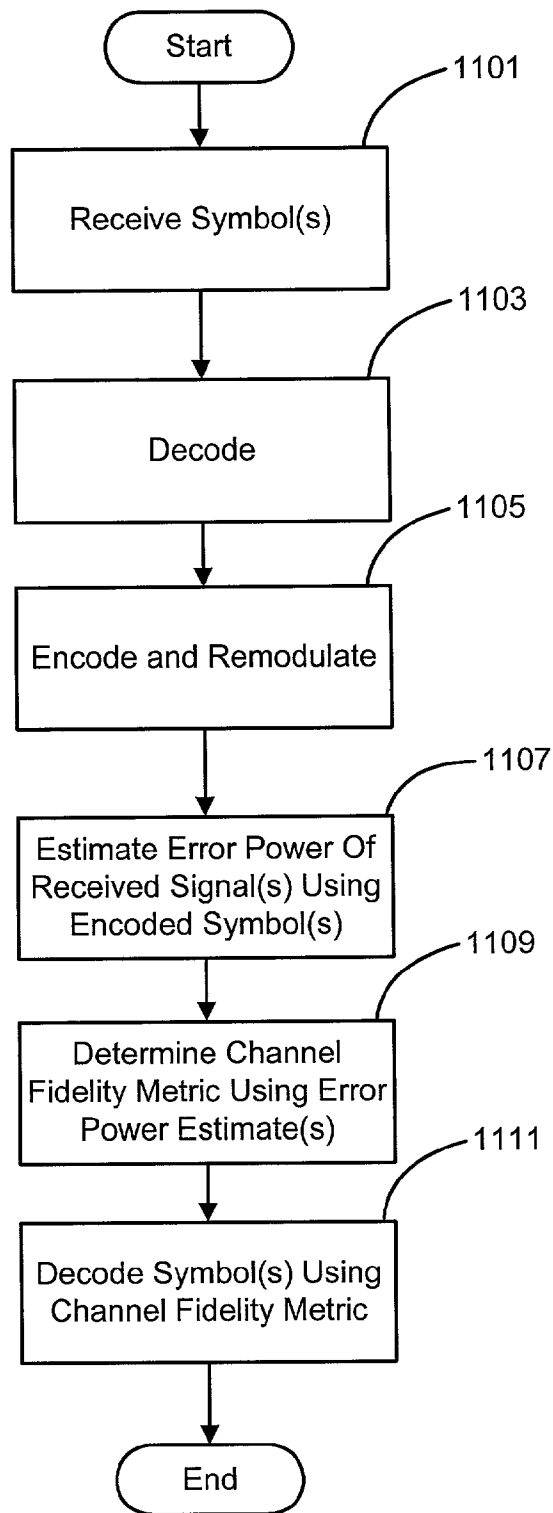 Start
1101
Receive Symbol(s)
1103
Decode
1105
Encode and Remodulate
1107
Estimate Error Power Of
Received Signal(s) Using
Encoded Symbol(s)
1109
Determine Channel
Fidelity Metric Using Error
Power Estimate(s)
1111
Decode Symbol(s) Using
Channel Fidelity Metric
End